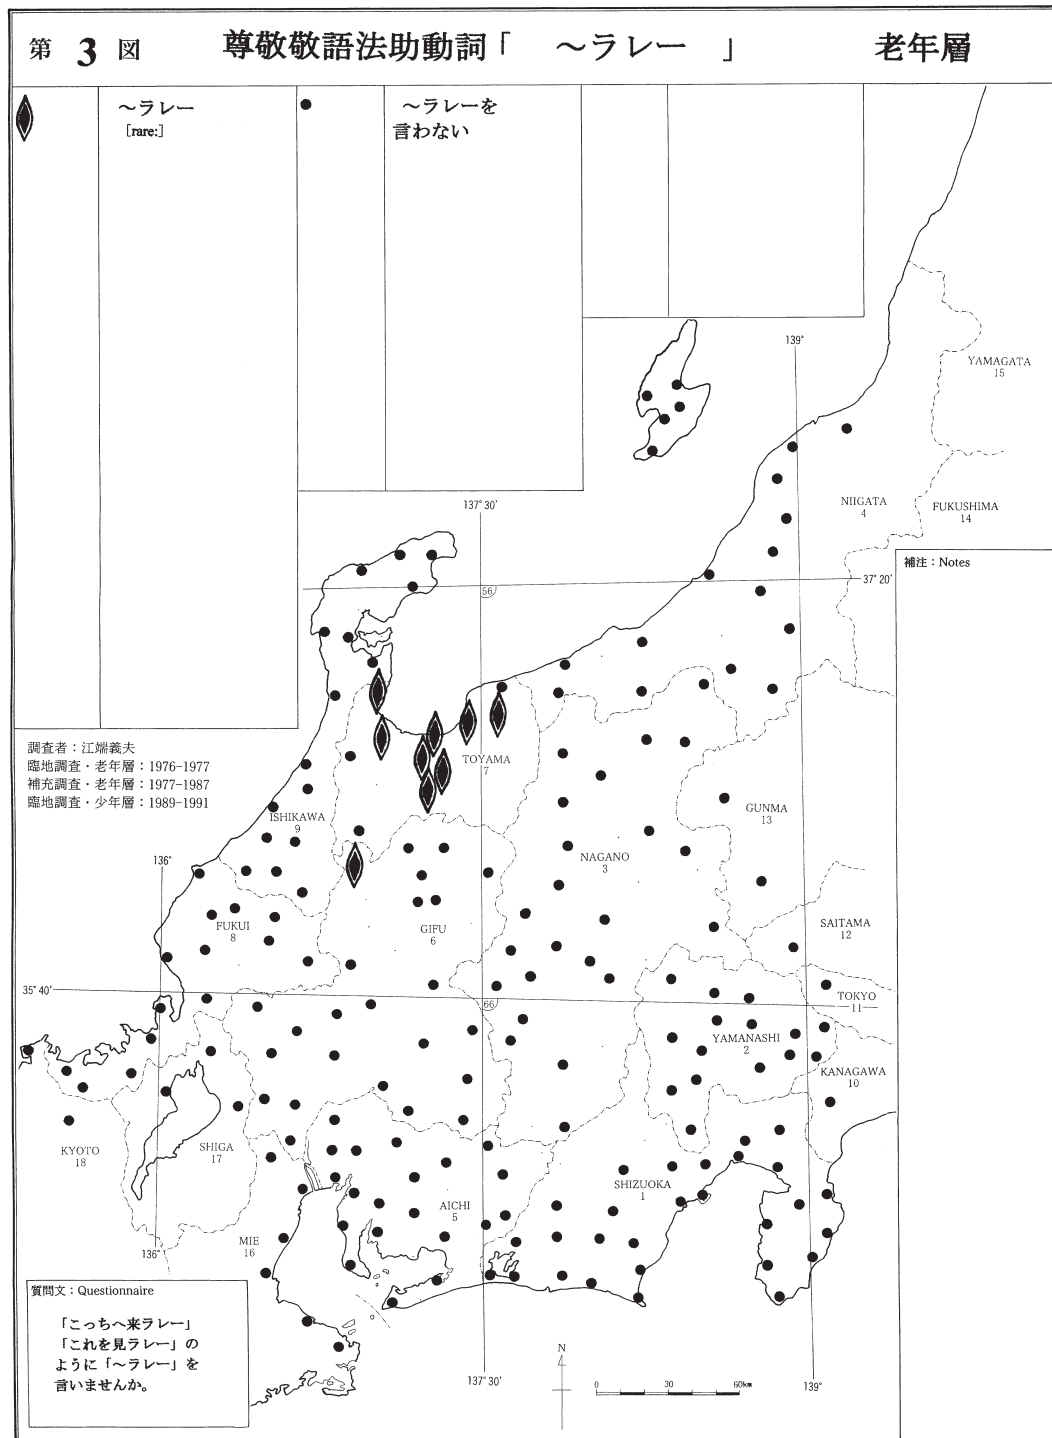 第 3 図 尊敬敬語法助動詞「 ～ラレー 」 老年層
～ラレー
[rare:]
～ラレーを
言わない
139°
YAMAGATA
15
137° 30'
NIIGATA
4
FUKUSHIMA
14
補注：Notes
37° 20'
56
調査者：江端義夫
臨地調査・老年層：1976-1977
補充調査・老年層：1977-1987
臨地調査・少年層：1989-1991
TOYAMA
7
ISHIKAWA
9
GUNMA
13
NAGANO
3
136°
SAITAMA
12
FUKUI
8
GIFU
6
35° 40'
66
TOKYO
11
YAMANASHI
2
KANAGAWA
10
KYOTO
18
SHIGA
17
SHIZUOKA
1
AICHI
5
MIE
16
136°
質問文：Questionnaire
「こっちへ来ラレー」
「これを見ラレー」の
ように「～ラレー」を
言いませんか。
N
137° 30'
0 30 60km
139°